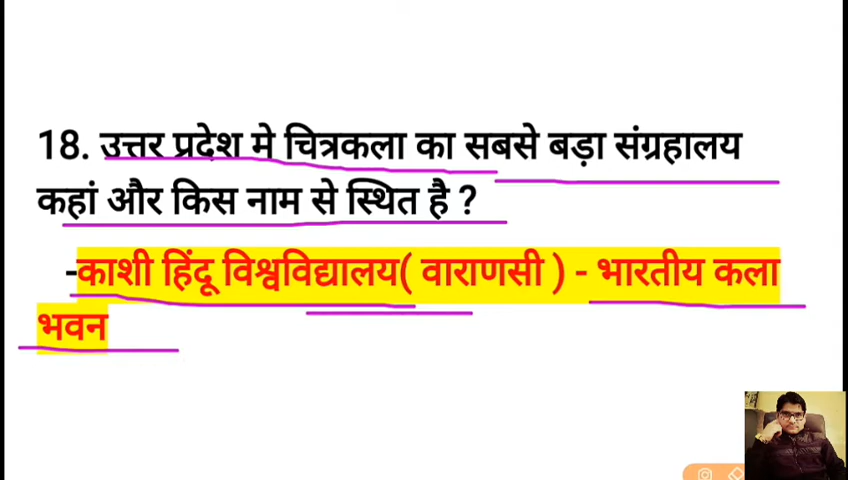 18. उत्तर प्रदेश मे चित्रकला का सबसे बड़ा संग्रहालय
कहां और किस नाम से स्थित है ?
-काशी हिंदू विश्वविद्यालय( वाराणसी ) - भारतीय कला
भवन